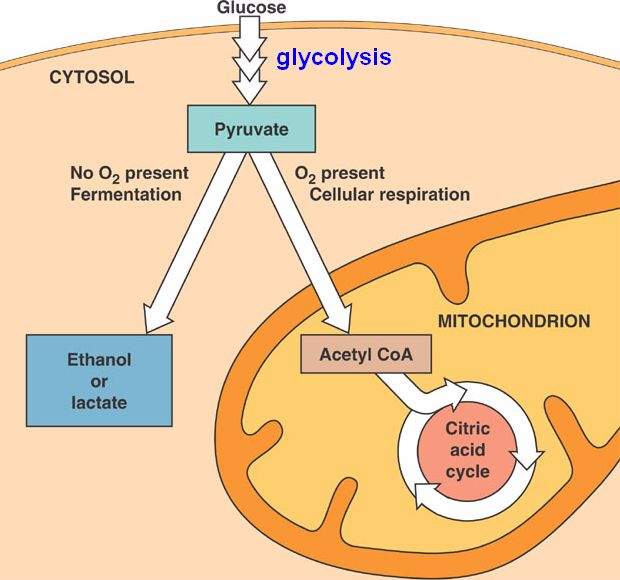 Glucose
glycolysis
CYTOSOL
Pyruvate
No O₂ present
Fermentation
O₂ present
Cellular respiration
MITOCHONDRION
Ethanol
or
lactate
Acetyl CoA
Citric
acid
cycle